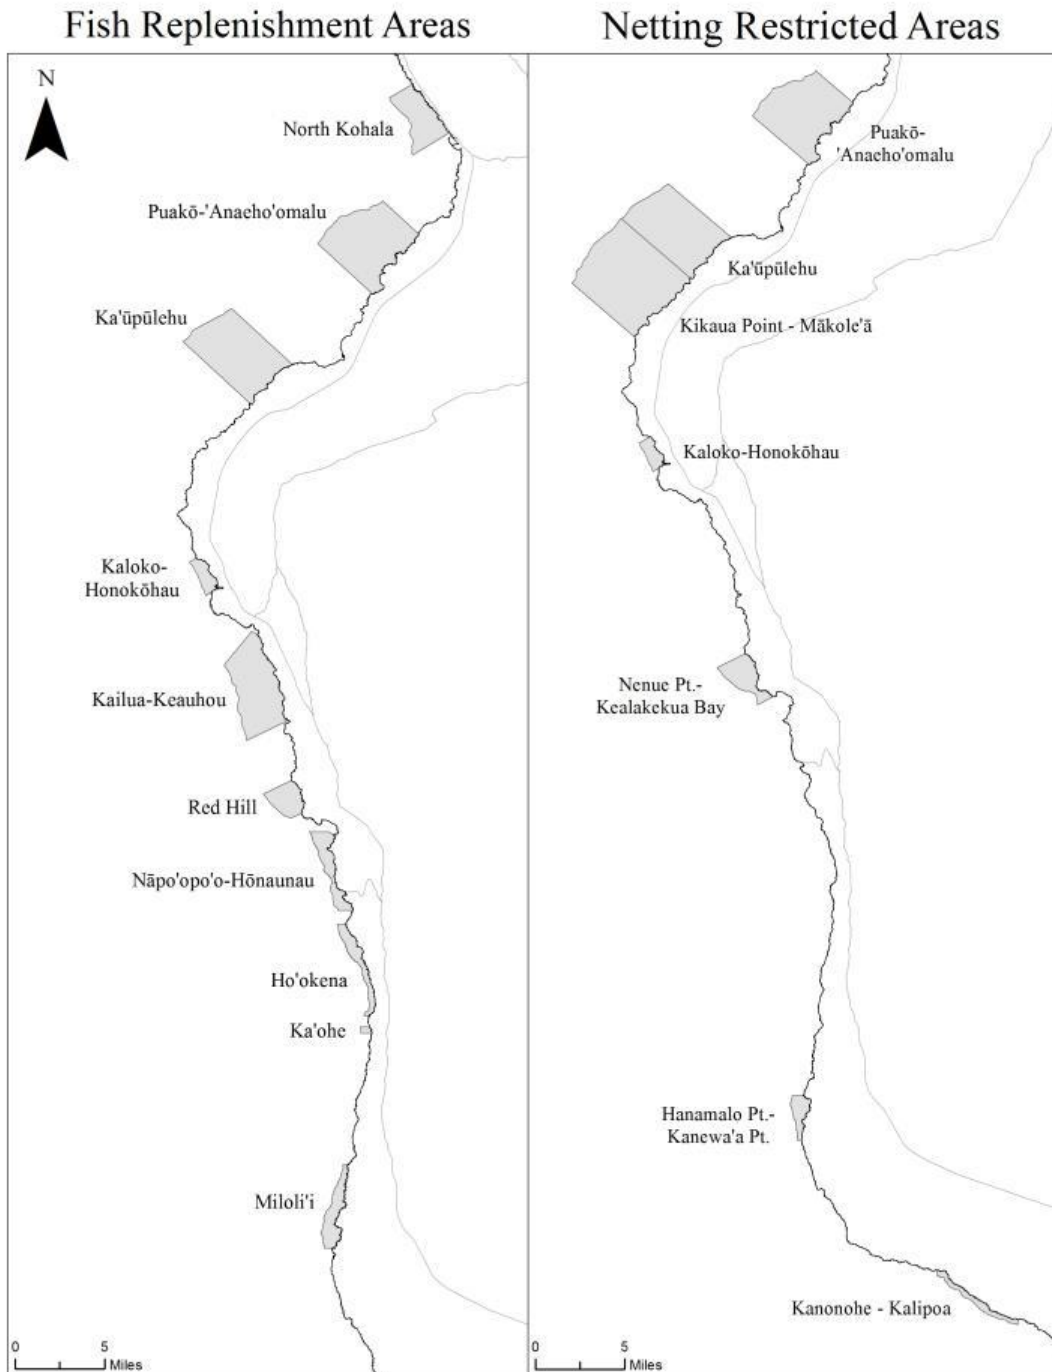 Fish Replenishment Areas
N
North Kohala
Puakō-'Anaeho'omalu
Ka'ūpūlehu
Kaloko-
Honokōhau
Kailua-Keauhou
Red Hill
Nāpo'opo'o-Hōnaunau
Ho'okena
Ka'ohe
Miloli'i
0 5
Miles
Netting Restricted Areas
Puakō-
'Anaeho'omalu
Ka'ūpūlehu
Kikaua Point - Mākole'ā
Kaloko-Honokōhau
Nenue Pt.-
Kealakekua Bay
Hanamalo Pt.-
Kanewa'a Pt.
Kanonohe - Kalipoa
0 5
Miles